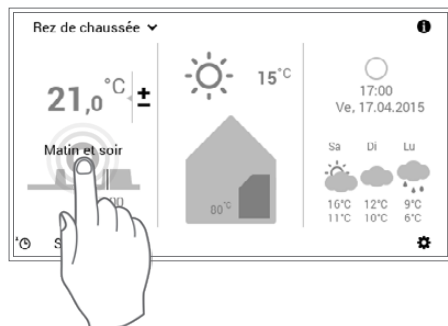 Rez de chaussée
21,0 °C ±
15°C
17:00
Ve, 17.04.2015
Matin et soir
80°C
Sa Di Lu
16°C 12°C 9°C
11°C 10°C 6°C